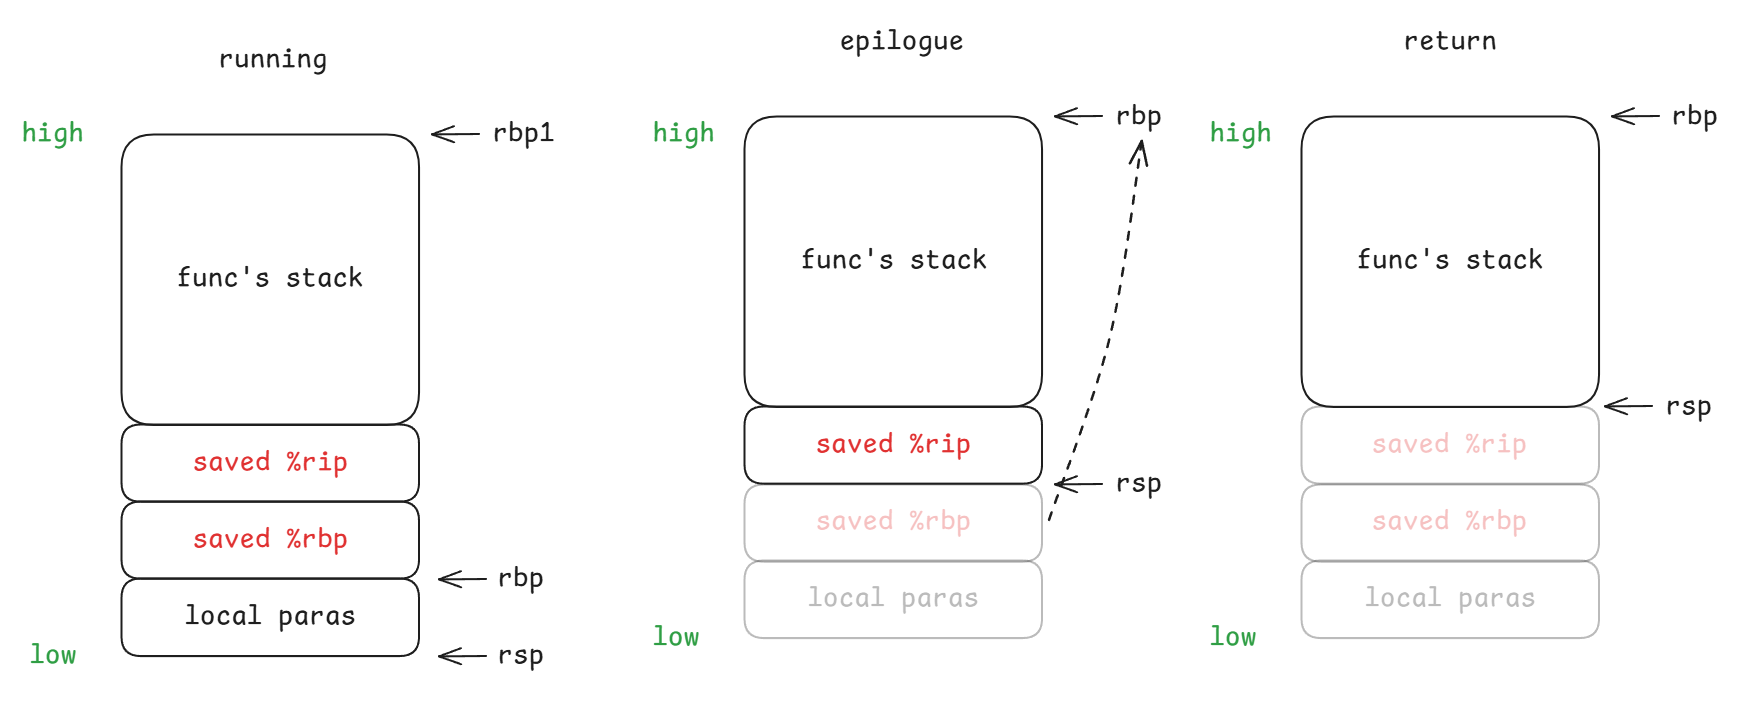 running
high
rbp1
func's stack
saved %rip
saved %rbp
rbp
local paras
low
rsp
epilogue
high
rbp
func's stack
saved %rip
rsp
saved %rbp
local paras
low
return
high
rbp
func's stack
rsp
saved %rip
saved %rbp
local paras
low